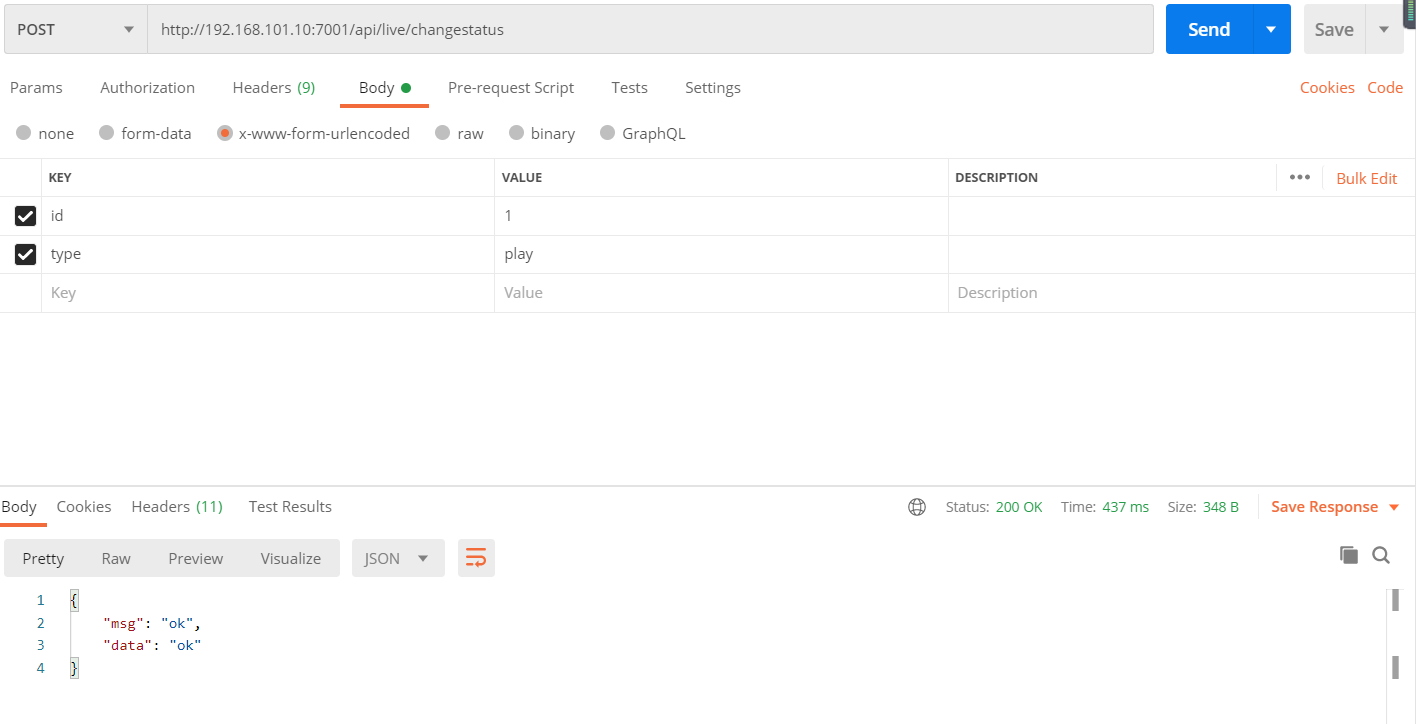 POST http://192.168.101.10:7001/api/live/changestatus Send Save
Params Authorization Headers (9) Body Pre-request Script Tests Settings Cookies Code
none form-data x-www-form-urlencoded raw binary GraphQL
KEY VALUE DESCRIPTION ••• Bulk Edit
id 1
type play
Key Value Description
Body Cookies Headers (11) Test Results Status: 200 OK Time: 437 ms Size: 348 B Save Response
Pretty Raw Preview Visualize JSON
1 {
2 "msg": "ok",
3 "data": "ok"
4 }